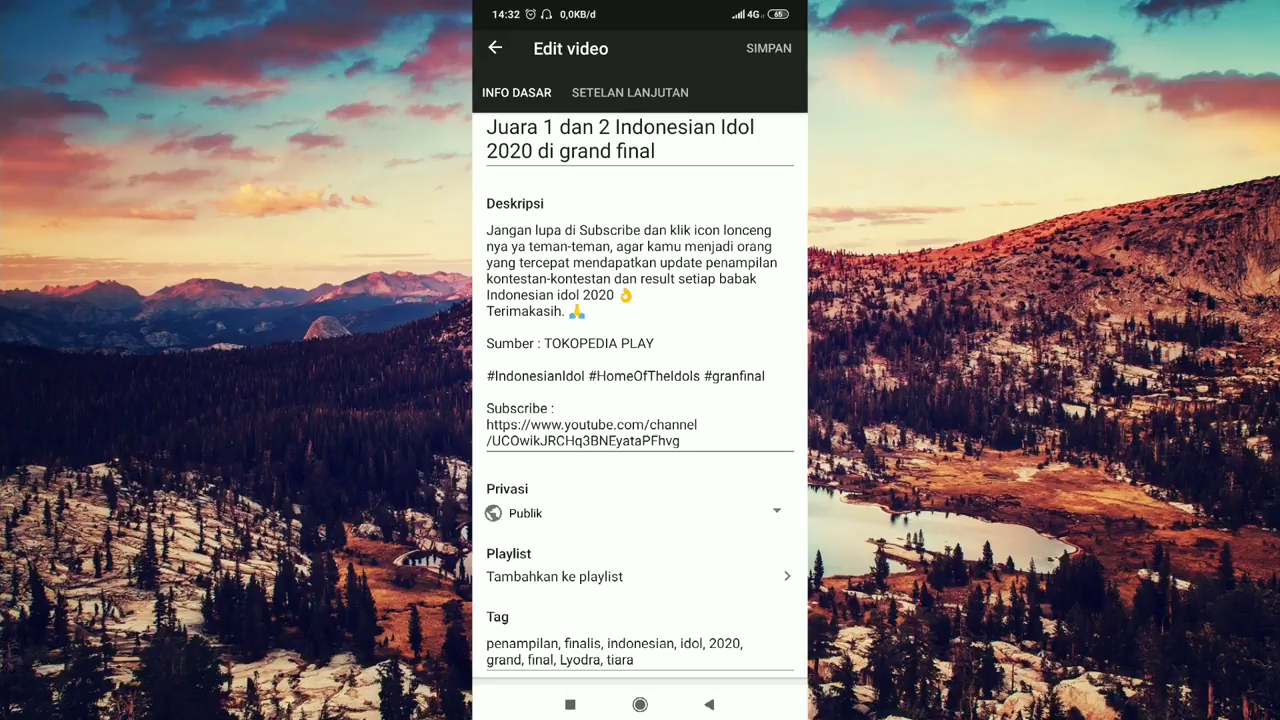 14:32 0,0KB/d 4G 65
Edit video SIMPAN
INFO DASAR SETELAN LANJUTAN
Juara 1 dan 2 Indonesian Idol
2020 di grand final
Deskripsi
Jangan lupa di Subscribe dan klik icon lonceng
nya ya teman-teman, agar kamu menjadi orang
yang tercepat mendapatkan update penampilan
kontestan-kontestan dan result setiap babak
Indonesian idol 2020 👌
Terimakasih. 🙏
Sumber : TOKOPEDIA PLAY
#IndonesianIdol #HomeOfTheIdols #granfinal
Subscribe :
https://www.youtube.com/channel
/UCOwikJRCHq3BNEyataPFhvg
Privasi
Publik
Playlist
Tambahkan ke playlist
Tag
penampilan, finalis, indonesian, idol, 2020,
grand, final, Lyodra, tiara